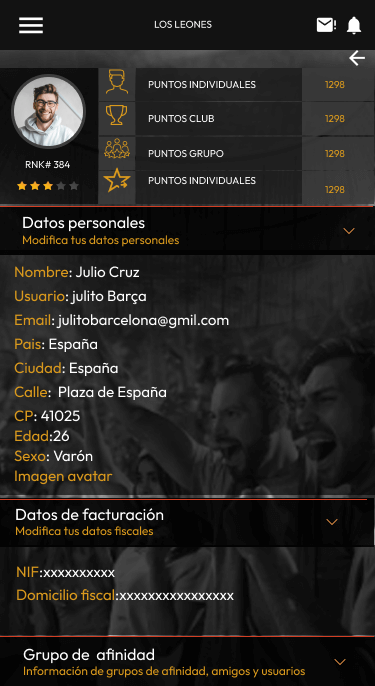 LOS LEONES
PUNTOS INDIVIDUALES 1298
PUNTOS CLUB 1298
PUNTOS GRUPO 1298
PUNTOS INDIVIDUALES 1298
RNK# 384
Datos personales
Modifica tus datos personales
Nombre: Julio Cruz
Usuario: julito Barça
Email: julitobarcelona@gmil.com
Pais: España
Ciudad: España
Calle: Plaza de España
CP: 41025
Edad:26
Sexo: Varón
Imagen avatar
Datos de facturación
Modifica tus datos fiscales
NIF:xxxxxxxxxx
Domicilio fiscal:xxxxxxxxxxxxxxxx
Grupo de afinidad
Información de grupos de afinidad, amigos y usuarios